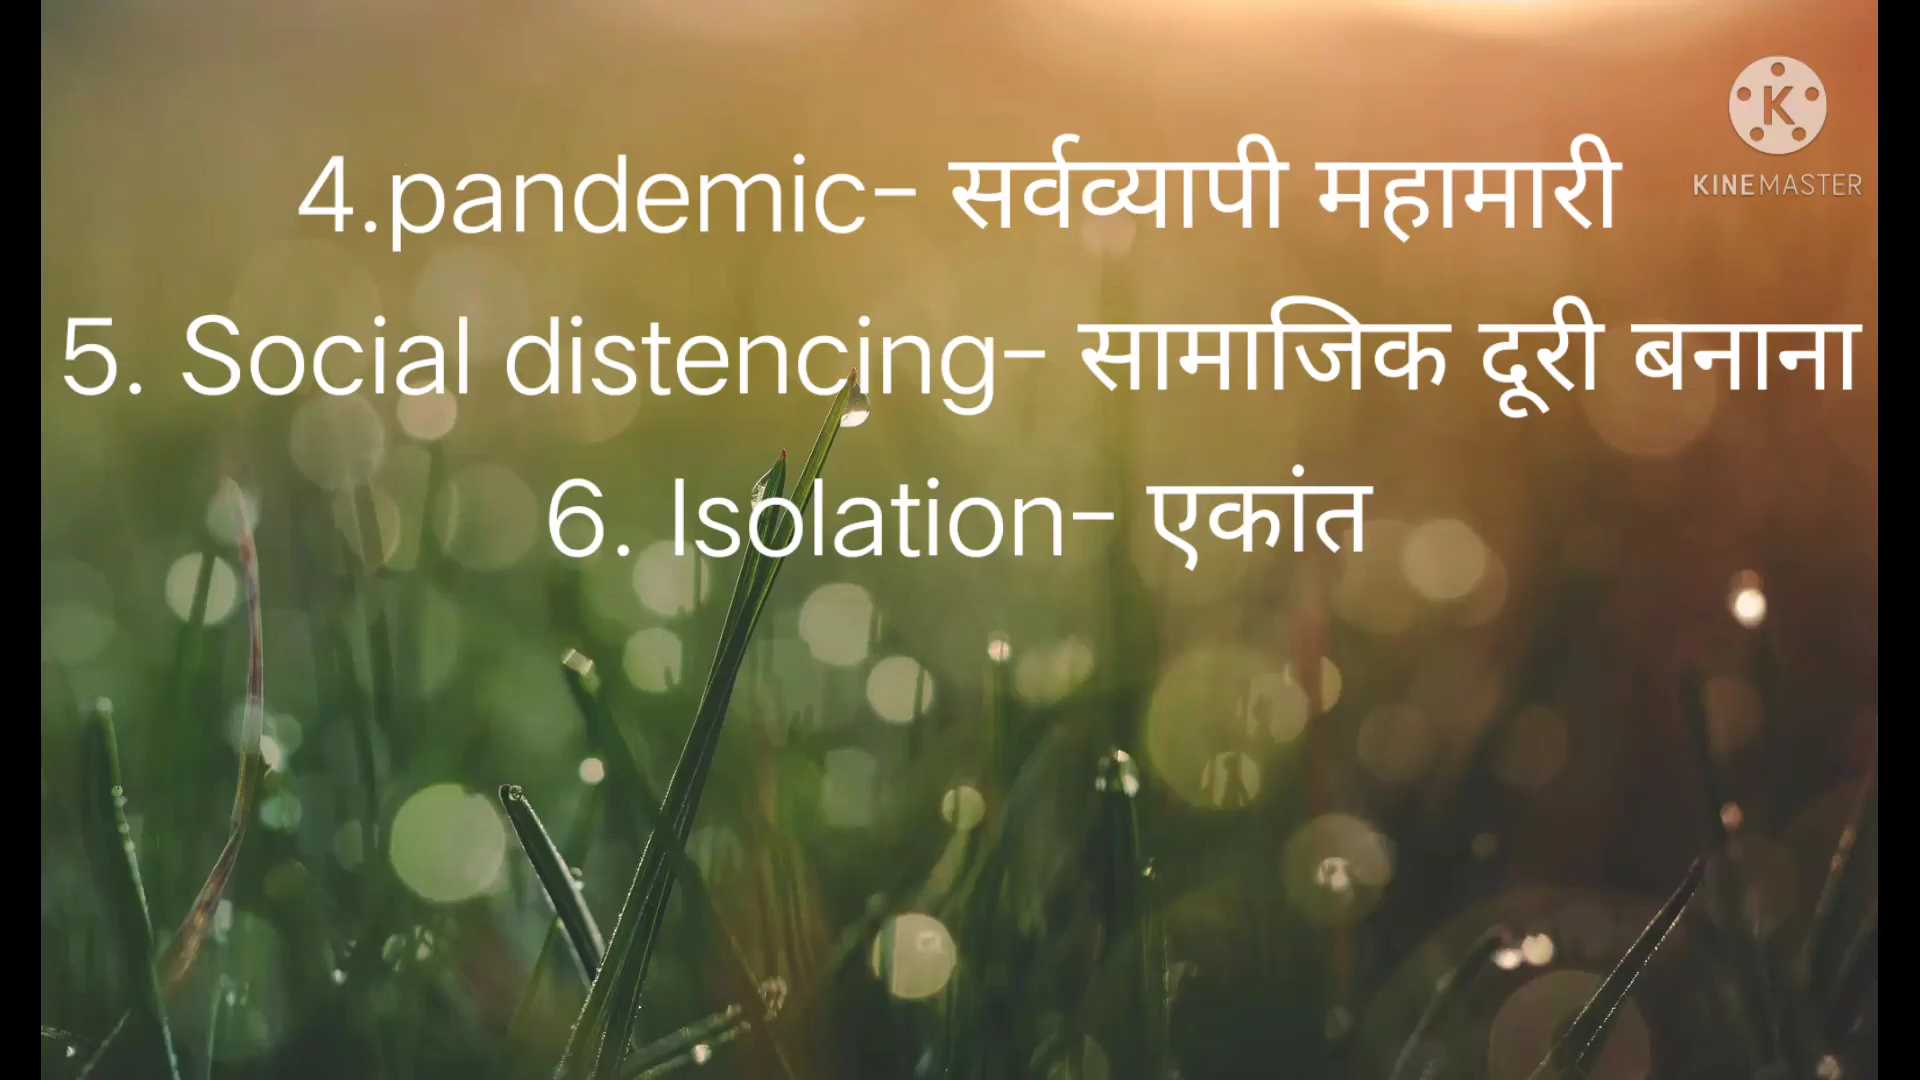 4.pandemic- सर्वव्यापी महामारी
5. Social distencing- सामाजिक दूरी बनाना
6. Isolation- एकांत
K
KINEMASTER